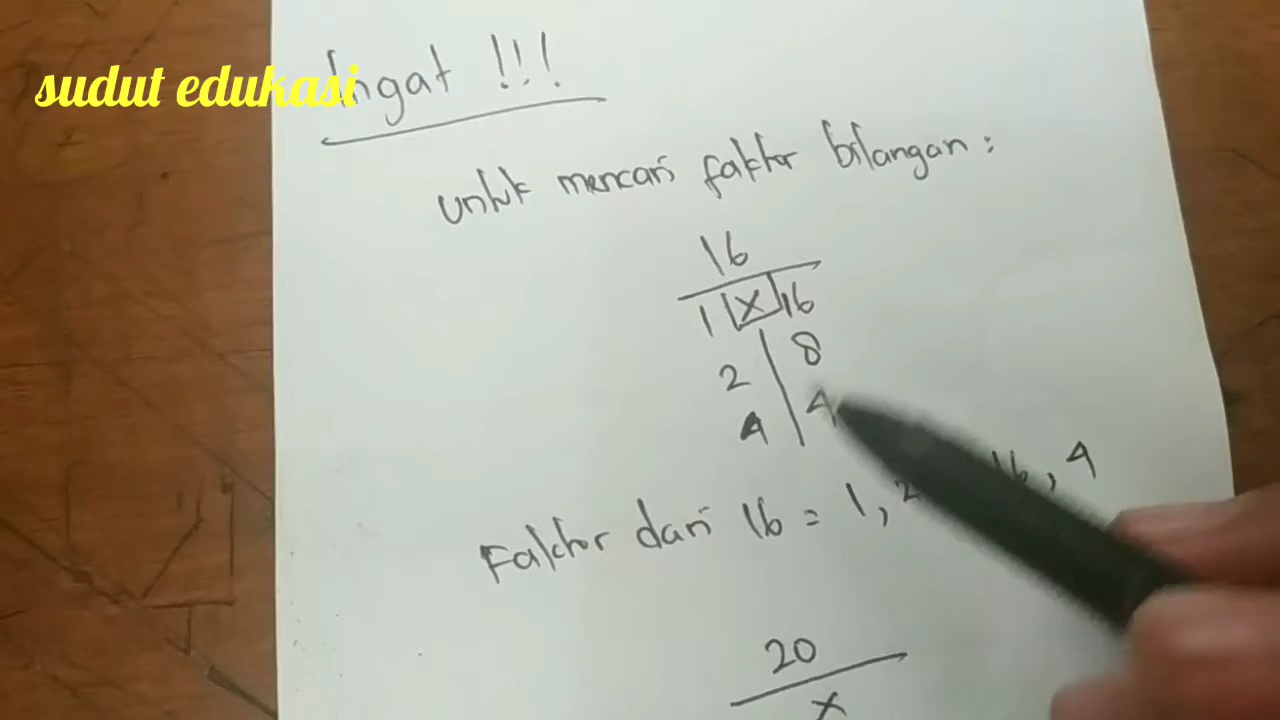 sudut edukasi
Ingat !!!
untuk mencari faktor bilangan :
16
1 x 16
2 8
4 4
Faktor dari 16 = 1, 2 16, 4
20
x